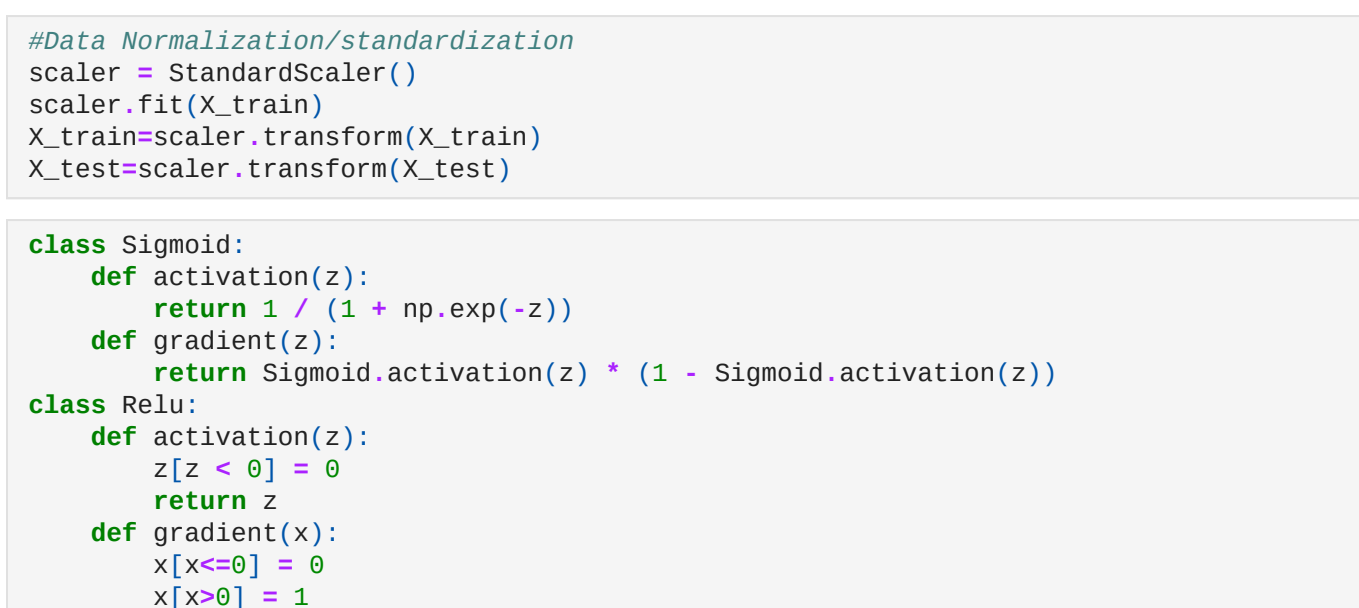 #Data Normalization/standardization
scaler = StandardScaler()
scaler.fit(X_train)
X_train=scaler.transform(X_train)
X_test=scaler.transform(X_test)
class Sigmoid:
    def activation(z):
        return 1 / (1 + np.exp(-z))
    def gradient(z):
        return Sigmoid.activation(z) * (1 - Sigmoid.activation(z))
class Relu:
    def activation(z):
        z[z < 0] = 0
        return z
    def gradient(x):
        x[x<=0] = 0
        x[x>0] = 1